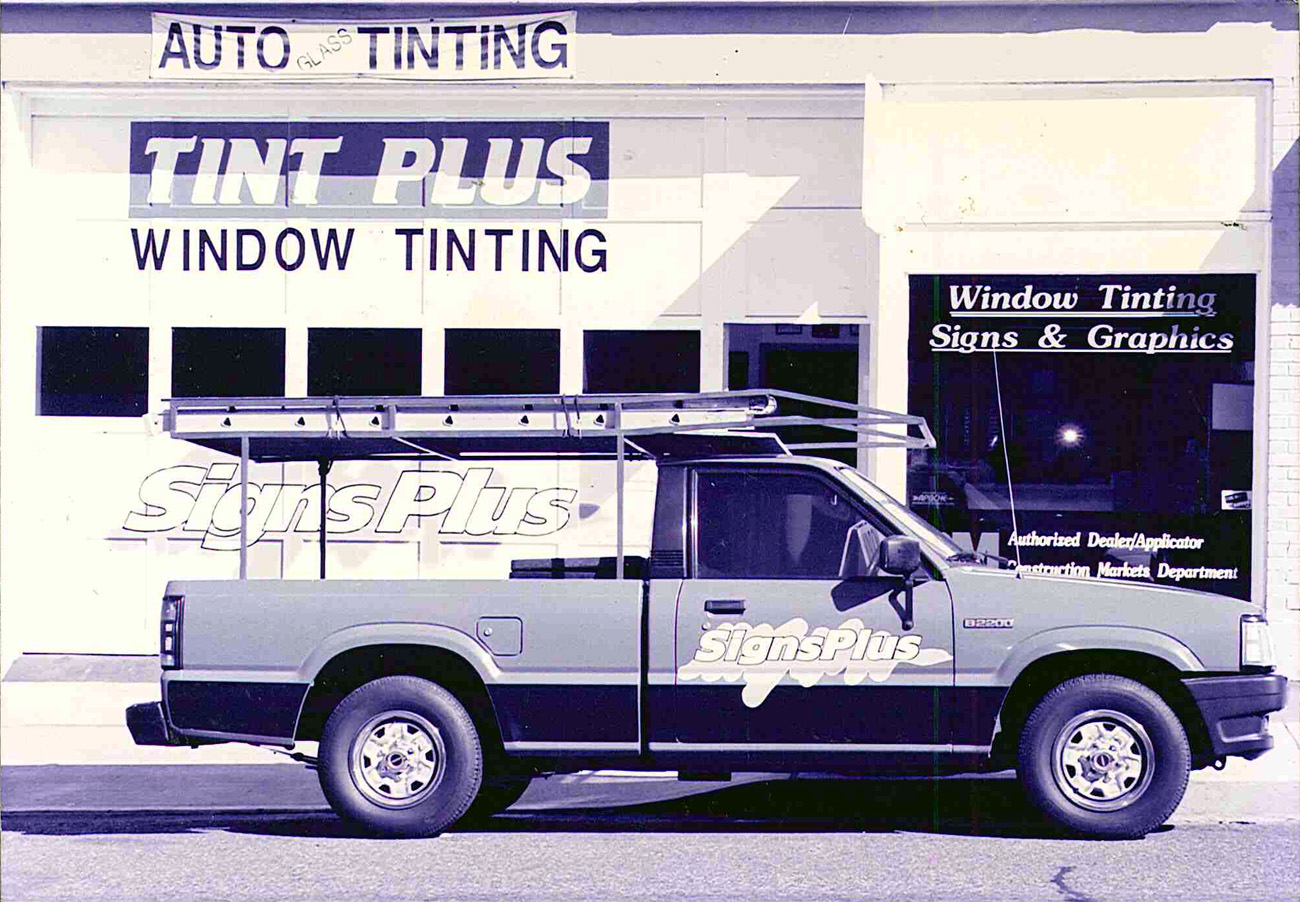 AUTO GLASS TINTING
TINT PLUS
WINDOW TINTING
Window Tinting
Signs & Graphics
SignsPlus
Authorized Dealer/Applicator
Construction Markets Department
SignsPlus
B2200